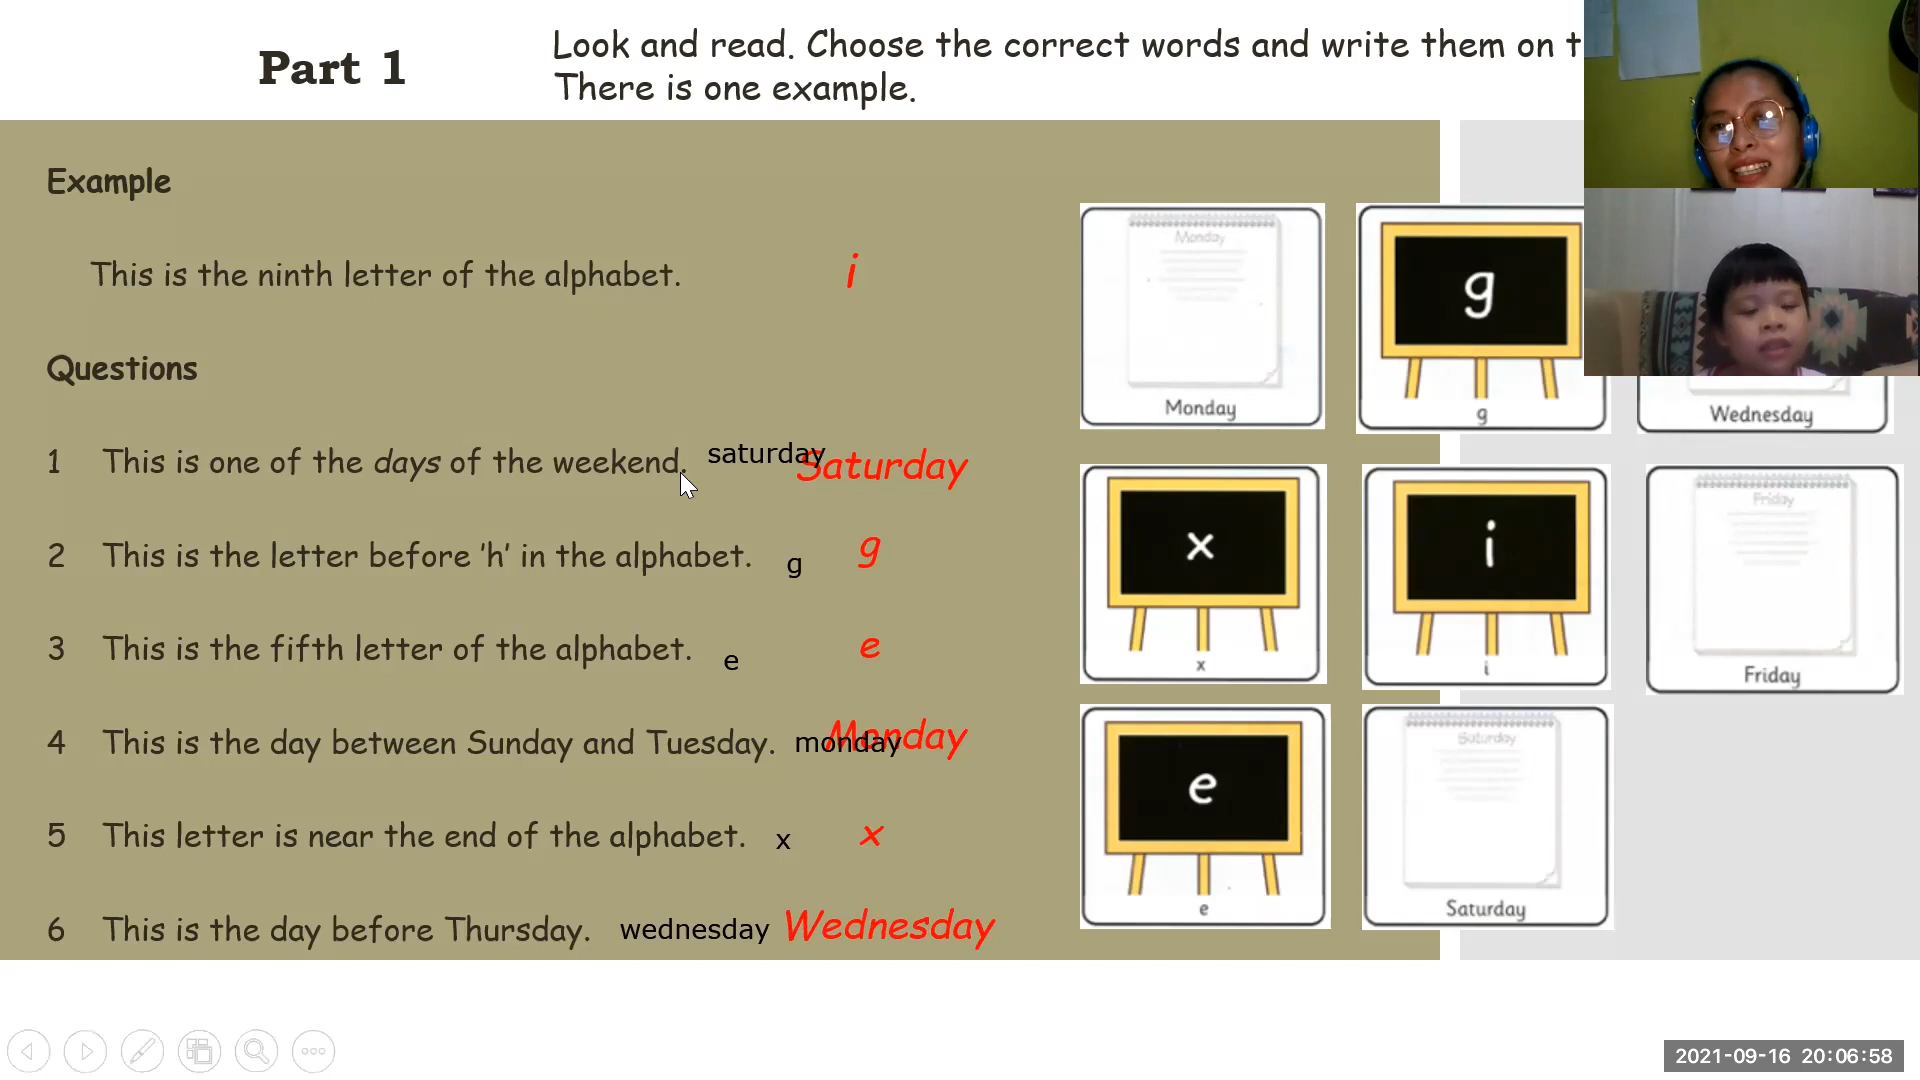 Part 1
Look and read. Choose the correct words and write them on t
There is one example.
Example
This is the ninth letter of the alphabet. i
Questions
1 This is one of the days of the weekend. saturday Saturday
2 This is the letter before 'h' in the alphabet. g g
3 This is the fifth letter of the alphabet. e e
4 This is the day between Sunday and Tuesday. monday Monday
5 This letter is near the end of the alphabet. x x
6 This is the day before Thursday. wednesday Wednesday
Monday
Monday
g
g
Wednesday
x
x
i
i
Friday
Friday
e
e
Saturday
Saturday
2021-09-16 20:06:58